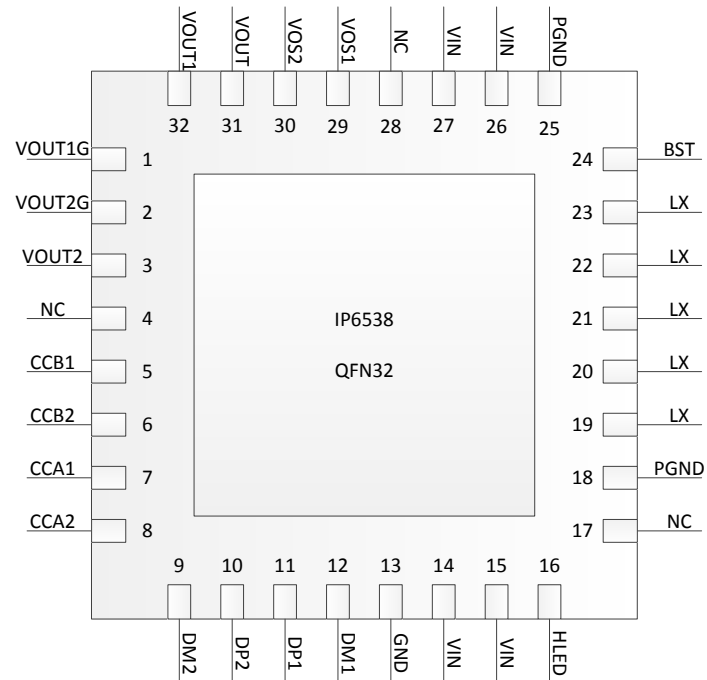 VOUT1
VOUT
VOS2
VOS1
NC
VIN
VIN
PGND
32 31 30 29 28 27 26 25
VOUT1G 1 24 BST
VOUT2G 2 23 LX
VOUT2 3 22 LX
NC 4 21 LX
IP6538
CCB1 5 20 LX
QFN32
CCB2 6 19 LX
CCA1 7 18 PGND
CCA2 8 17 NC
9 10 11 12 13 14 15 16
DM2
DP2
DP1
DM1
GND
VIN
VIN
HLED